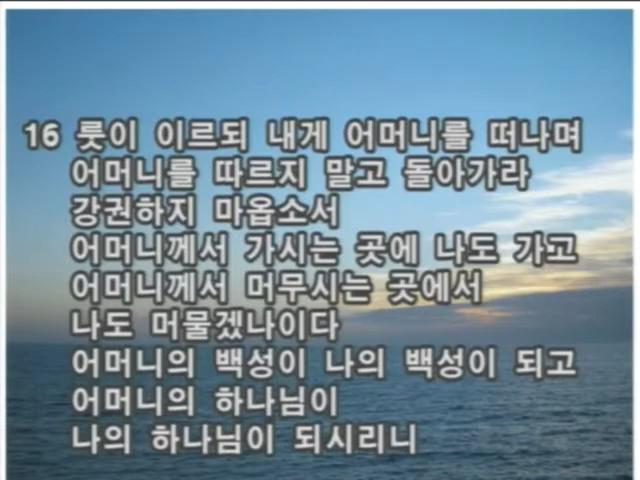 16 룻이 이르되 내게 어머니를 떠나며
어머니를 따르지 말고 돌아가라
강권하지 마옵소서
어머니께서 가시는 곳에 나도 가고
어머니께서 머무시는 곳에서
나도 머물겠나이다
어머니의 백성이 나의 백성이 되고
어머니의 하나님이
나의 하나님이 되시리니